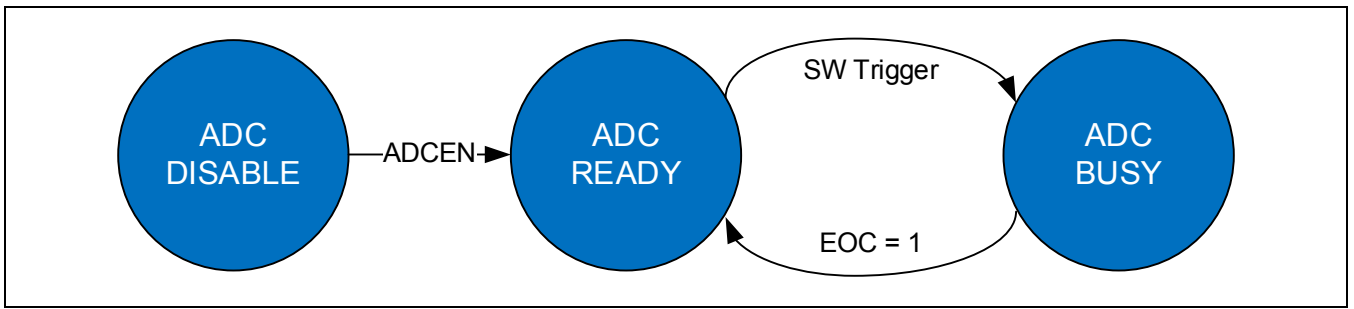 ADC
DISABLE
ADCEN
ADC
READY
SW Trigger
EOC = 1
ADC
BUSY